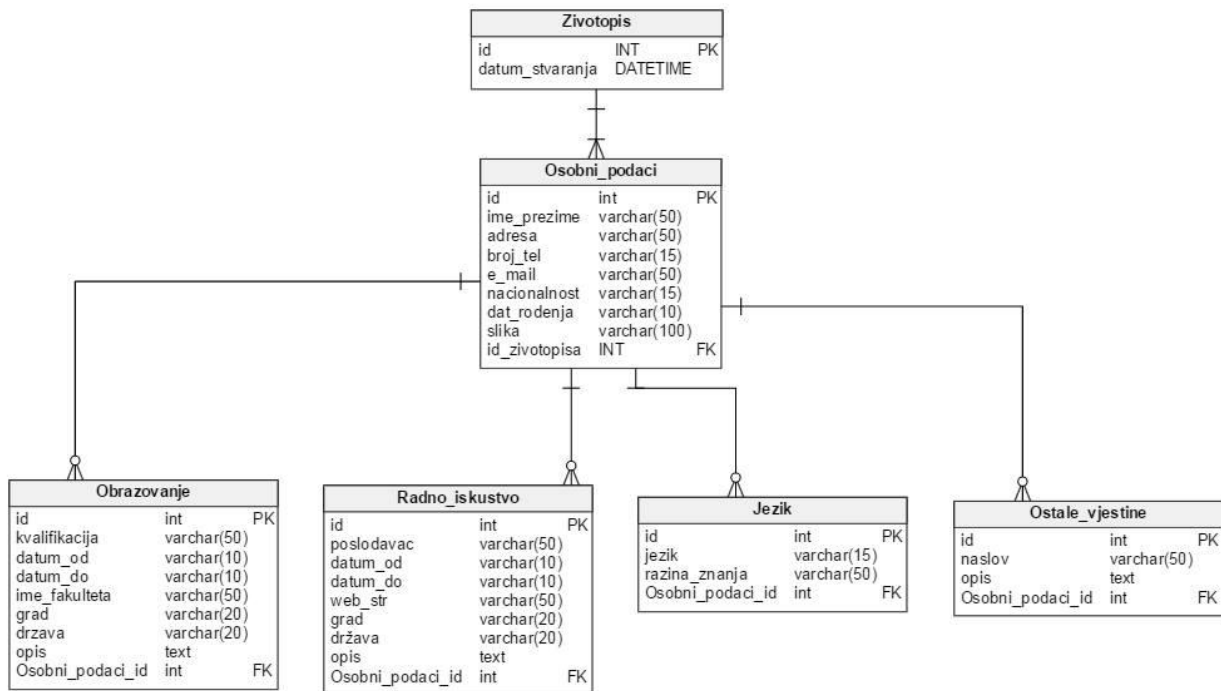 Zivotopis
id INT PK
datum_stvaranja DATETIME
Osobni_podaci
id int PK
ime_prezime varchar(50)
adresa varchar(50)
broj_tel varchar(15)
e_mail varchar(50)
nacionalnost varchar(15)
dat_rodenja varchar(10)
slika varchar(100)
id_zivotopisa INT FK
Obrazovanje
id int PK
kvalifikacija varchar(50)
datum_od varchar(10)
datum_do varchar(10)
ime_fakulteta varchar(50)
grad varchar(20)
drzava varchar(20)
opis text
Osobni_podaci_id int FK
Radno_iskustvo
id int PK
poslodavac varchar(50)
datum_od varchar(10)
datum_do varchar(10)
web_str varchar(50)
grad varchar(20)
država varchar(20)
opis text
Osobni_podaci_id int FK
Jezik
id int PK
jezik varchar(15)
razina_znanja varchar(50)
Osobni_podaci_id int FK
Ostale_vjestine
id int PK
naslov varchar(50)
opis text
Osobni_podaci_id int FK